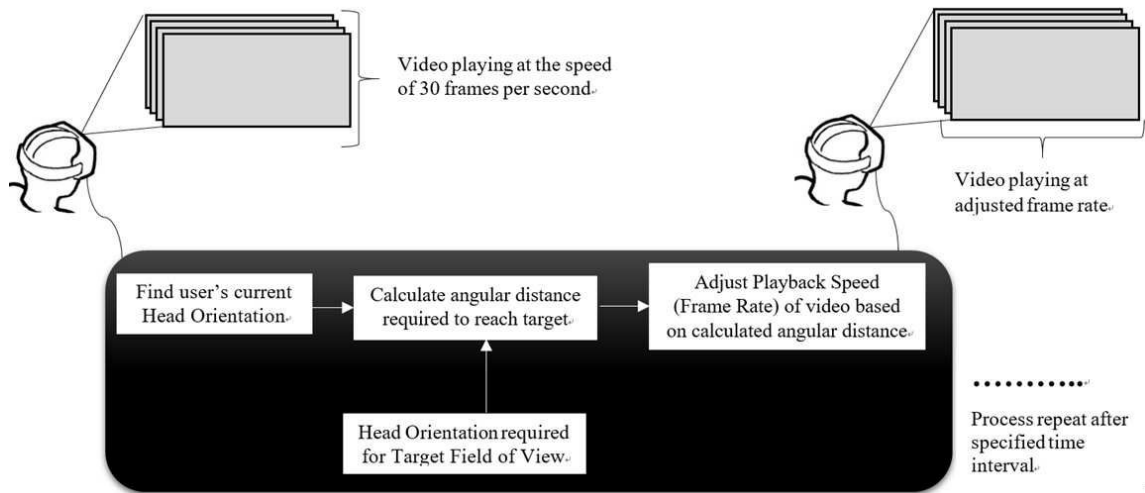 Video playing at the speed
of 30 frames per second
Video playing at
adjusted frame rate
Find user's current
Head Orientation
Calculate angular distance
required to reach target
Adjust Playback Speed
(Frame Rate) of video based
on calculated angular distance
Head Orientation required
for Target Field of View
Process repeat after
specified time
interval